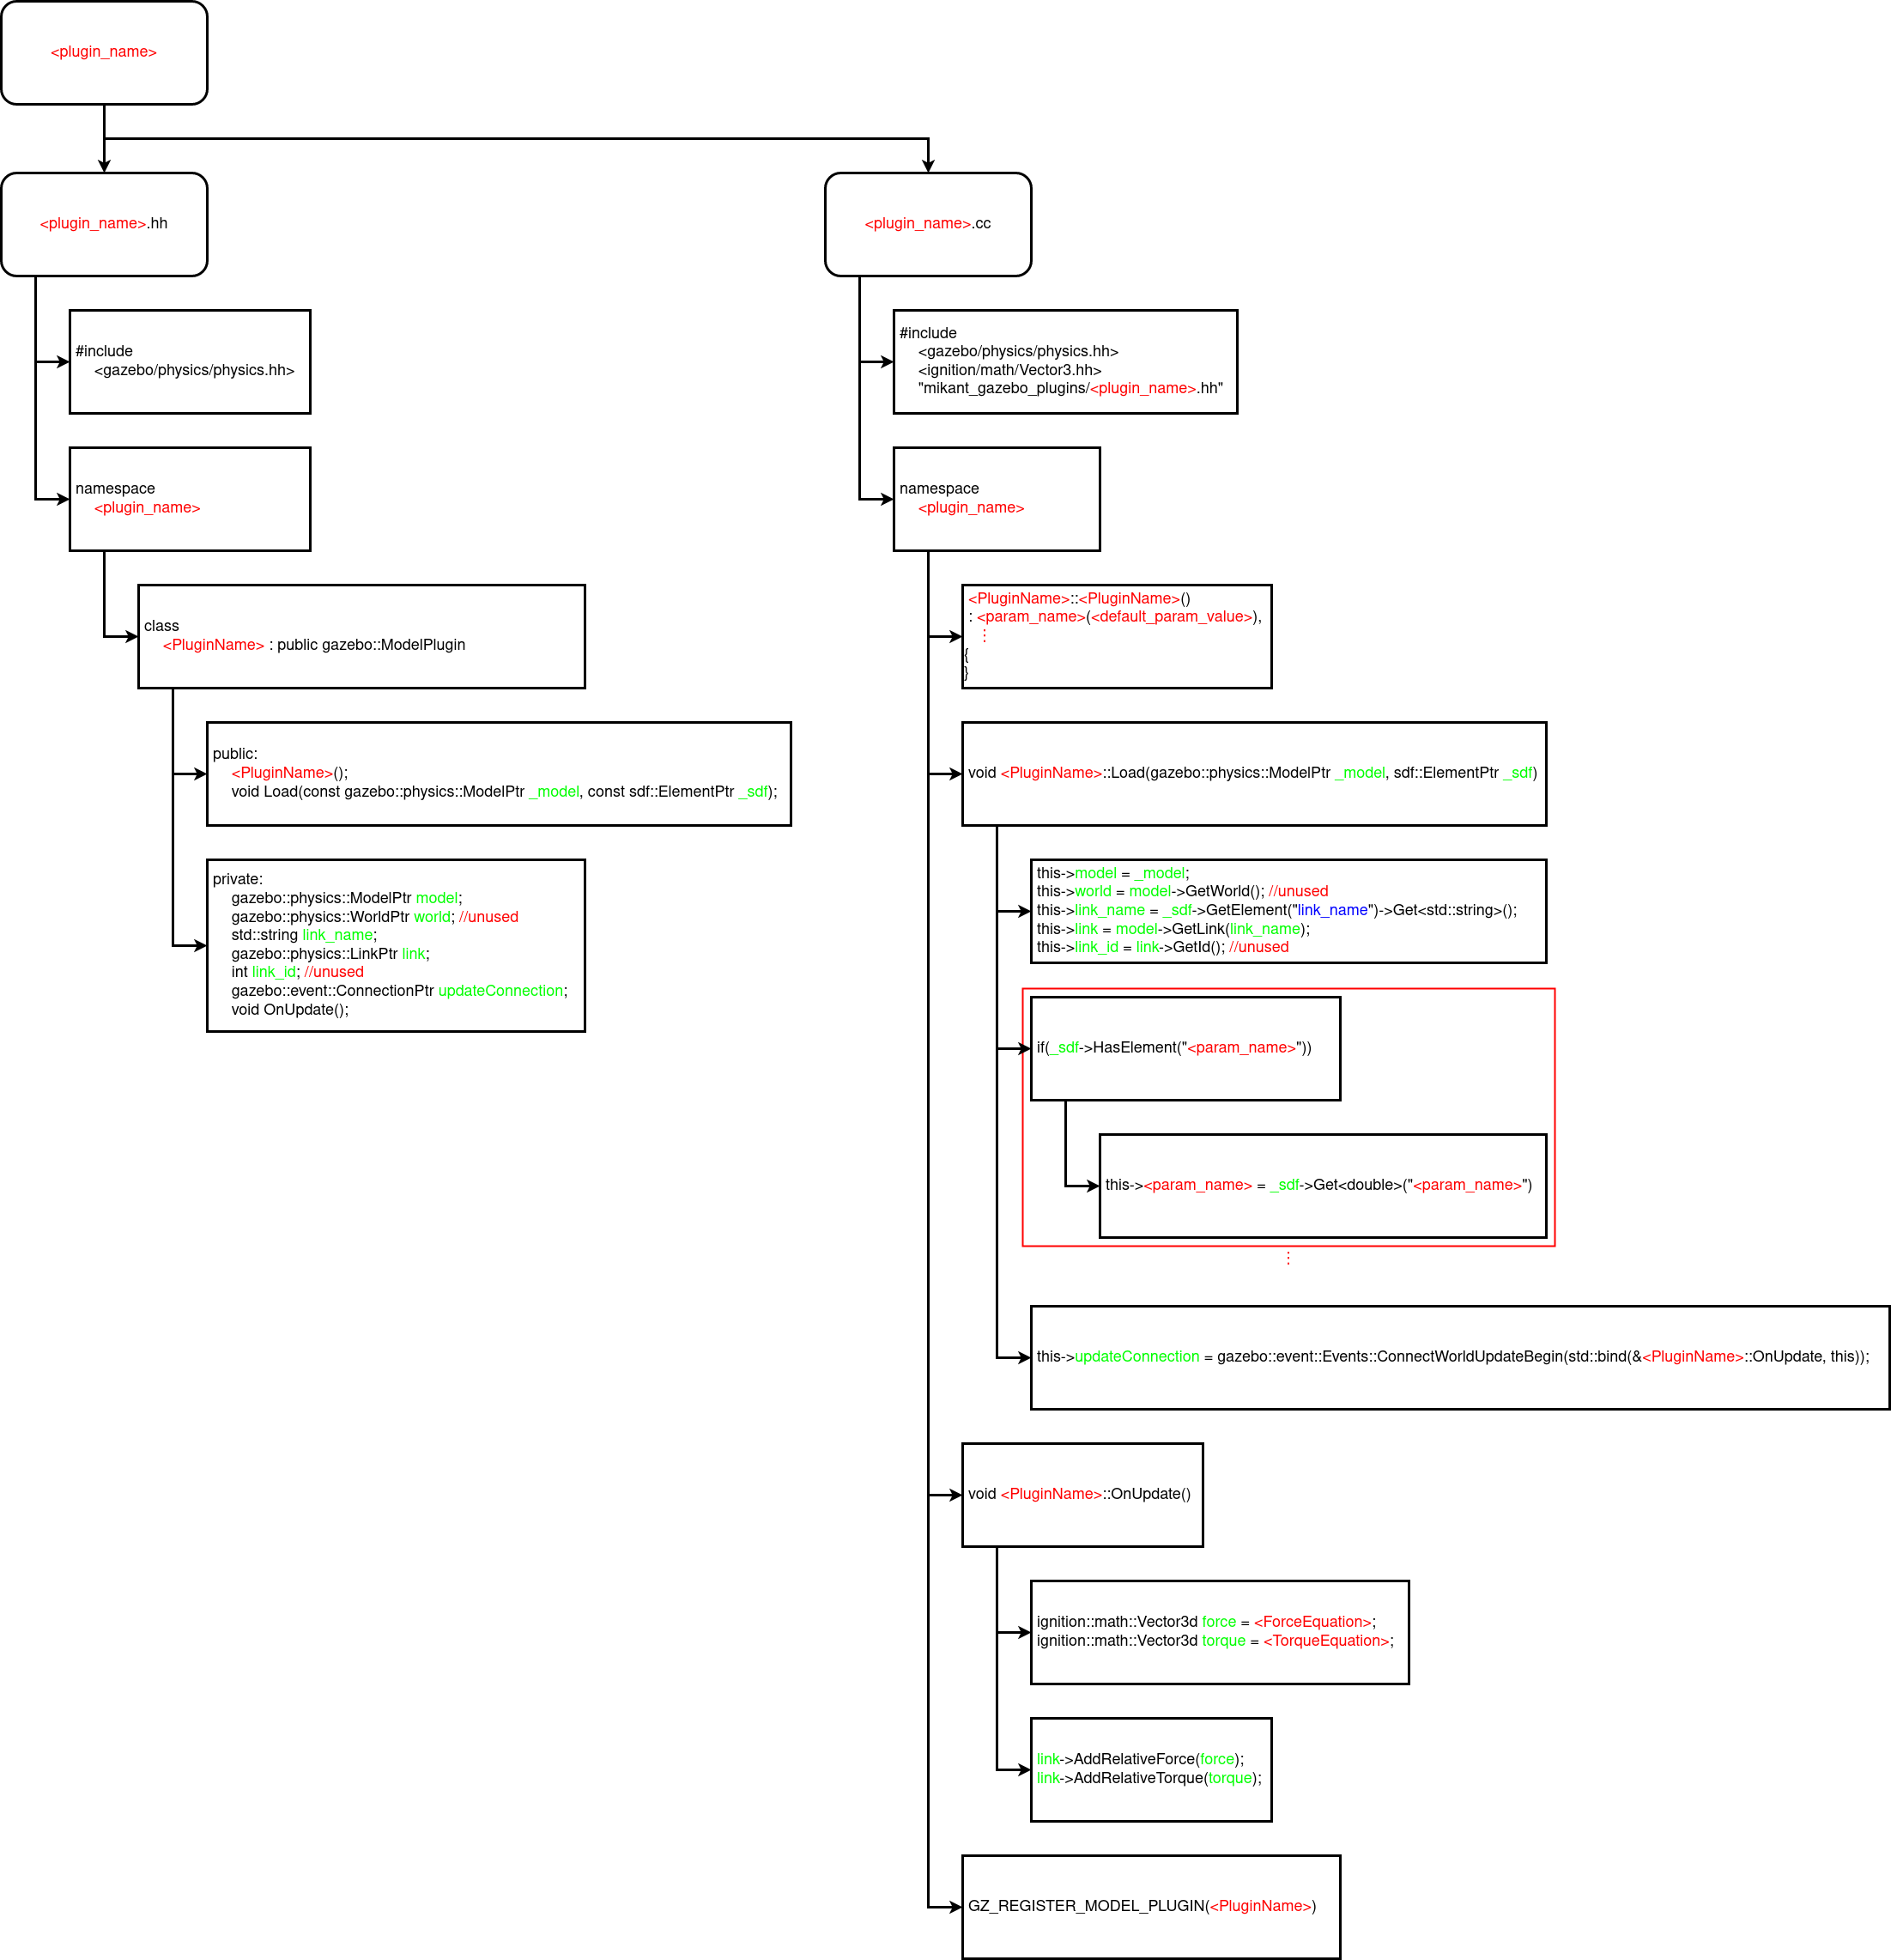 <plugin_name>
<plugin_name>.hh
#include
<gazebo/physics/physics.hh>
namespace
<plugin_name>
class
<PluginName> : public gazebo::ModelPlugin
public:
<PluginName>();
void Load(const gazebo::physics::ModelPtr _model, const sdf::ElementPtr _sdf);
private:
gazebo::physics::ModelPtr model;
gazebo::physics::WorldPtr world; //unused
std::string link_name;
gazebo::physics::LinkPtr link;
int link_id; //unused
gazebo::event::ConnectionPtr updateConnection;
void OnUpdate();
<plugin_name>.cc
#include
<gazebo/physics/physics.hh>
<ignition/math/Vector3.hh>
"mikant_gazebo_plugins/<plugin_name>.hh"
namespace
<plugin_name>
<PluginName>::<PluginName>()
: <param_name>(<default_param_value>),
⋮
{
}
void <PluginName>::Load(gazebo::physics::ModelPtr _model, sdf::ElementPtr _sdf)
this->model = _model;
this->world = model->GetWorld(); //unused
this->link_name = _sdf->GetElement("link_name")->Get<std::string>();
this->link = model->GetLink(link_name);
this->link_id = link->GetId(); //unused
if(_sdf->HasElement("<param_name>"))
this-><param_name> = _sdf->Get<double>("<param_name>")
⋮
this->updateConnection = gazebo::event::Events::ConnectWorldUpdateBegin(std::bind(&<PluginName>::OnUpdate, this));
void <PluginName>::OnUpdate()
ignition::math::Vector3d force = <ForceEquation>;
ignition::math::Vector3d torque = <TorqueEquation>;
link->AddRelativeForce(force);
link->AddRelativeTorque(torque);
GZ_REGISTER_MODEL_PLUGIN(<PluginName>)